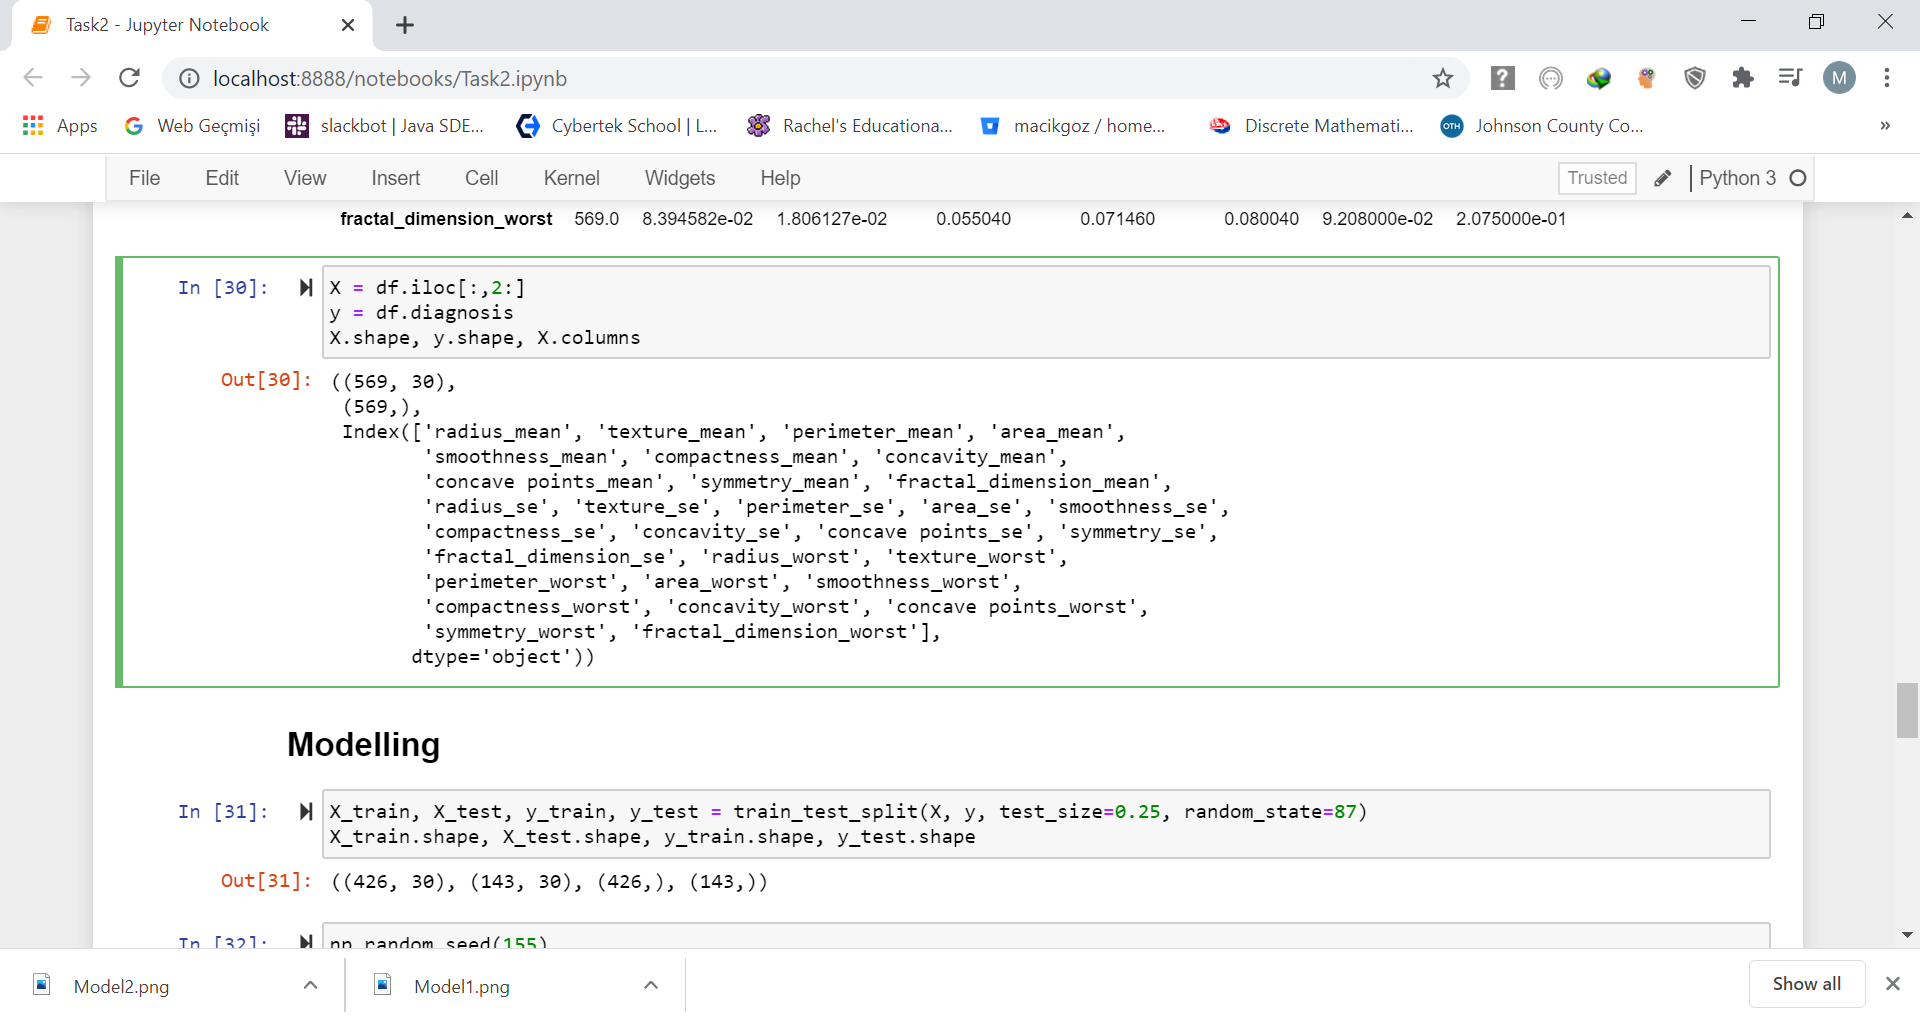 Task2 - Jupyter Notebook
localhost:8888/notebooks/Task2.ipynb
M
Apps
Web Geçmişi
slackbot | Java SDE...
Cybertek School | L...
Rachel's Educationa...
macikgoz / home...
OTH
Discrete Mathemati...
Johnson County Co...
File Edit View Insert Cell Kernel Widgets Help
Trusted
Python 3
fractal_dimension_worst 569.0 8.394582e-02 1.806127e-02 0.055040 0.071460 0.080040 9.208000e-02 2.075000e-01
In [30]: X = df.iloc[:,2:]
y = df.diagnosis
X.shape, y.shape, X.columns
Out[30]: ((569, 30),
(569,),
Index(['radius_mean', 'texture_mean', 'perimeter_mean', 'area_mean',
'smoothness_mean', 'compactness_mean', 'concavity_mean',
'concave points_mean', 'symmetry_mean', 'fractal_dimension_mean',
'radius_se', 'texture_se', 'perimeter_se', 'area_se', 'smoothness_se',
'compactness_se', 'concavity_se', 'concave points_se', 'symmetry_se',
'fractal_dimension_se', 'radius_worst', 'texture_worst',
'perimeter_worst', 'area_worst', 'smoothness_worst',
'compactness_worst', 'concavity_worst', 'concave points_worst',
'symmetry_worst', 'fractal_dimension_worst'],
dtype='object'))
Modelling
In [31]: X_train, X_test, y_train, y_test = train_test_split(X, y, test_size=0.25, random_state=87)
X_train.shape, X_test.shape, y_train.shape, y_test.shape
Out[31]: ((426, 30), (143, 30), (426,), (143,))
In [32]: np.random.seed(155)
Model2.png
Model1.png
Show all